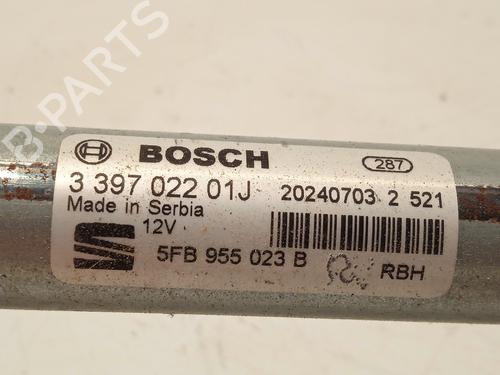 B-PARTS
BOSCH
287
3 397 022 01J
20240703 2 521
Made in Serbia
12V
5FB 955 023 B
RBH